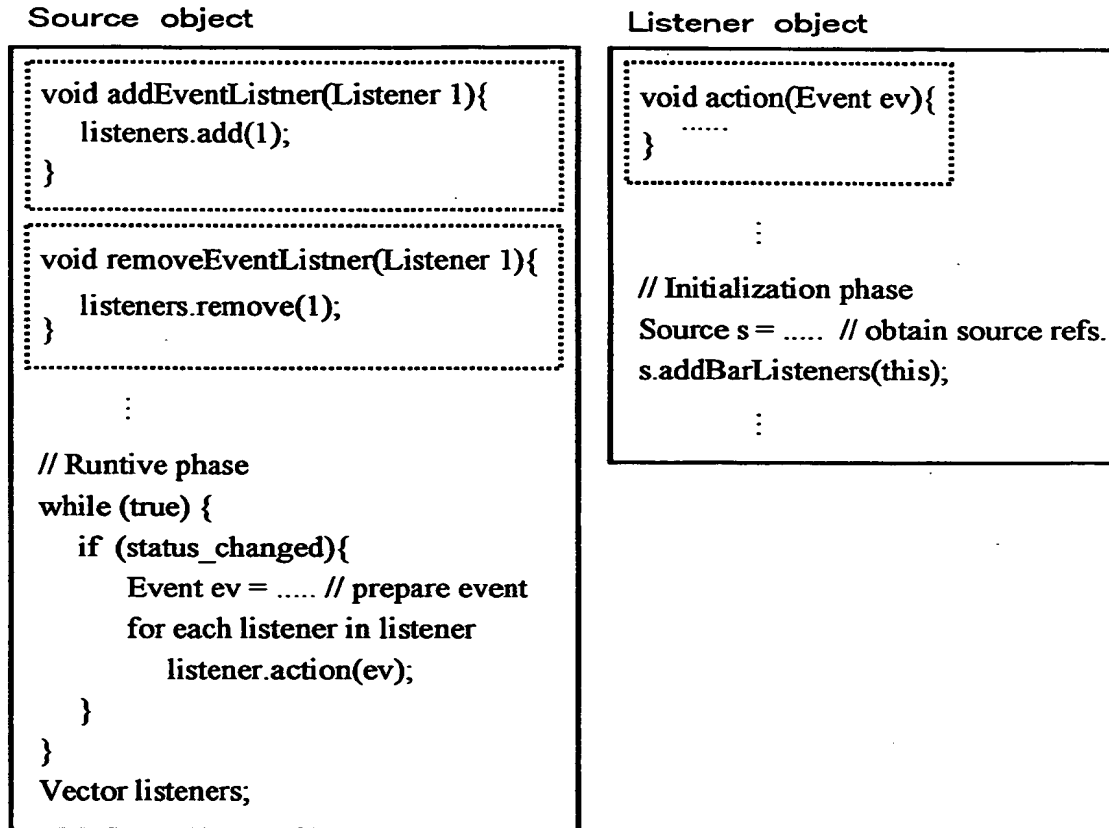 Source object
void addEventListner(Listener 1){
listeners.add(1);
}
void removeEventListner(Listener 1){
listeners.remove(1);
}
⋮
// Runtive phase
while (true) {
if (status_changed){
Event ev = ..... // prepare event
for each listener in listener
listener.action(ev);
}
}
Vector listeners;
Listener object
void action(Event ev){
......
}
⋮
// Initialization phase
Source s = ..... // obtain source refs.
s.addBarListeners(this);
⋮